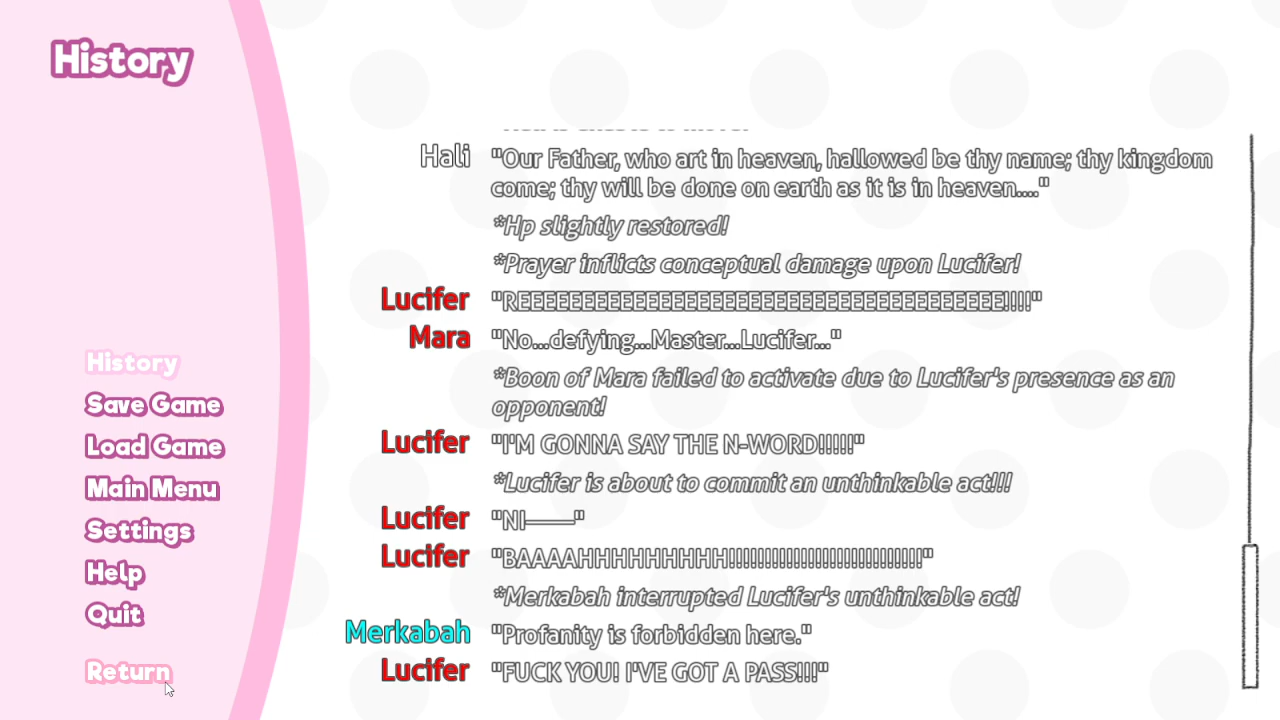 History
Hali "Our Father, who art in heaven, hallowed be thy name; thy kingdom
come; thy will be done on earth as it is in heaven...."
*Hp slightly restored!
*Prayer inflicts conceptual damage upon Lucifer!
Lucifer "REEEEEEEEEEEEEEEEEEEEEEEEEEEEEEEEEEEEEE!!!!"
Mara "No...defying...Master...Lucifer..."
*Boon of Mara failed to activate due to Lucifer's presence as an
opponent!
Lucifer "I'M GONNA SAY THE N-WORD!!!!!"
*Lucifer is about to commit an unthinkable act!!!
Lucifer "NI——"
Lucifer "BAAAAHHHHHHHHHH!!!!!!!!!!!!!!!!!!!!!!!!!!!"
*Merkabah interrupted Lucifer's unthinkable act!
Merkabah "Profanity is forbidden here."
Lucifer "FUCK YOU! I'VE GOT A PASS!!!"
History
Save Game
Load Game
Main Menu
Settings
Help
Quit
Return